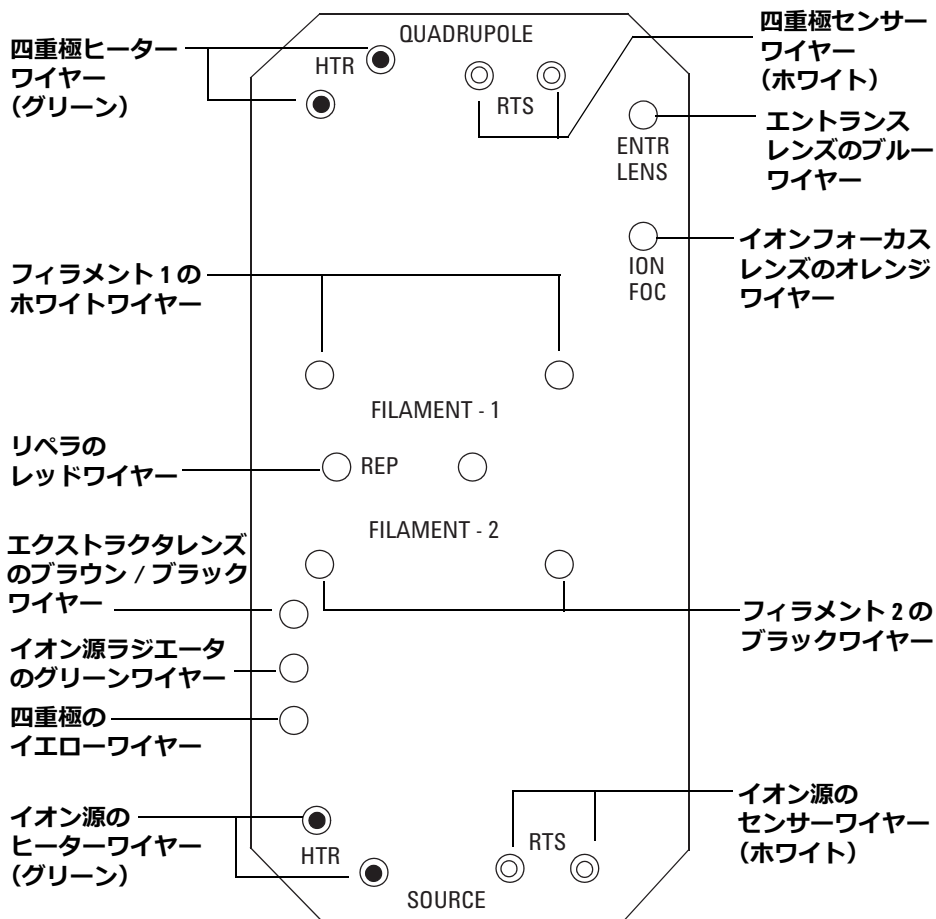 四重極ヒーター
ワイヤー
（グリーン）
QUADRUPOLE
HTR
RTS
四重極センサー
ワイヤー
（ホワイト）
ENTR
LENS
エントランス
レンズのブルー
ワイヤー
ION
FOC
イオンフォーカス
レンズのオレンジ
ワイヤー
フィラメント 1 の
ホワイトワイヤー
FILAMENT - 1
リペラの
レッドワイヤー
REP
FILAMENT - 2
エクストラクタレンズ
のブラウン / ブラック
ワイヤー
フィラメント 2 の
ブラックワイヤー
イオン源ラジエータ
のグリーンワイヤー
四重極の
イエローワイヤー
イオン源の
ヒーターワイヤー
（グリーン）
HTR
RTS
SOURCE
イオン源の
センサーワイヤー
（ホワイト）